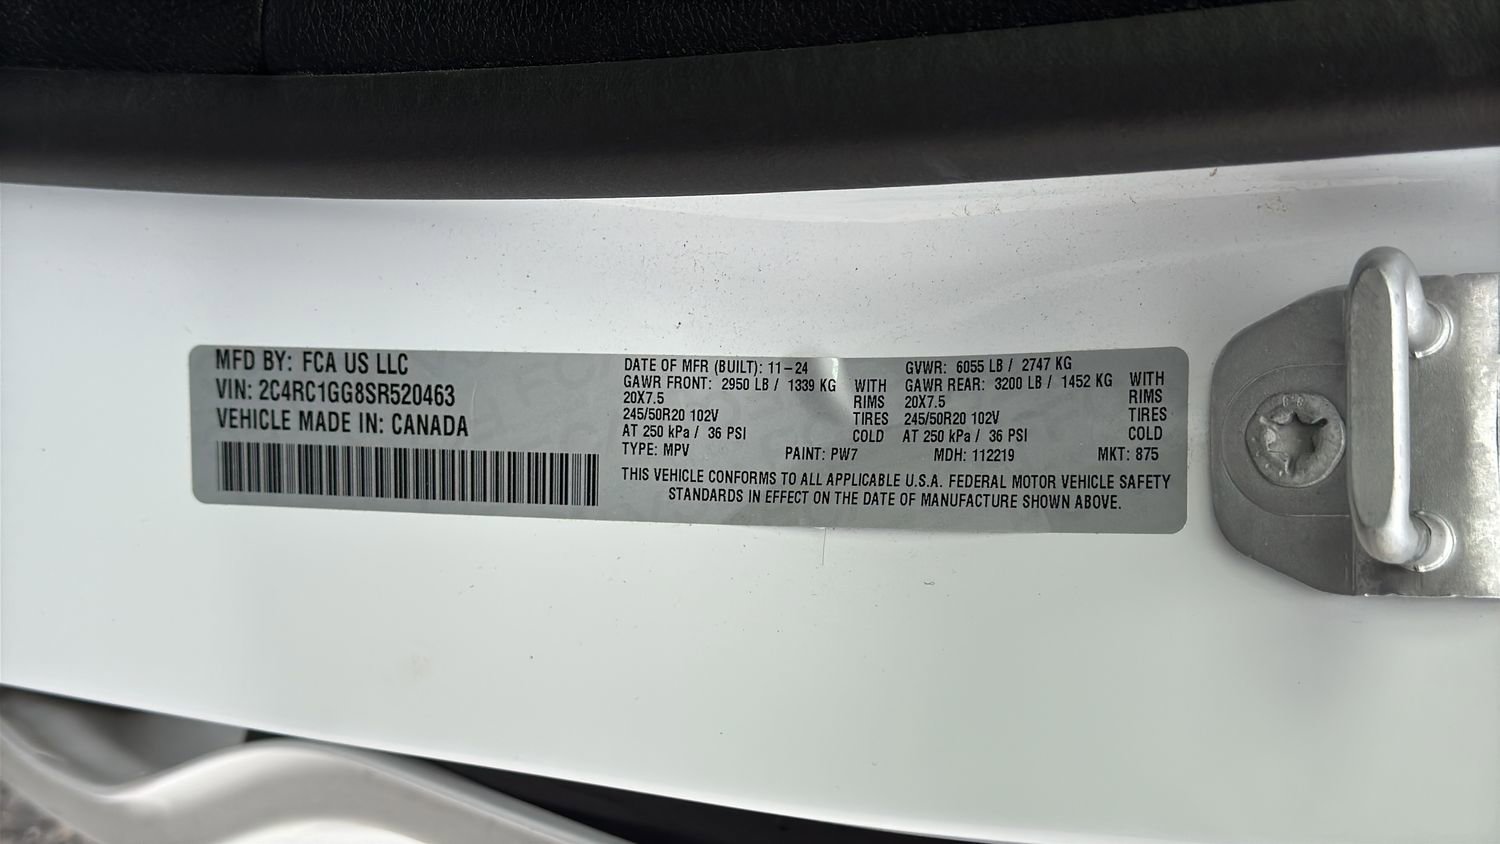 MFD BY: FCA US LLC
VIN: 2C4RC1GG8SR520463
VEHICLE MADE IN: CANADA
DATE OF MFR (BUILT): 11-24
GAWR FRONT: 2950 LB / 1339 KG WITH
20X7.5 RIMS
245/50R20 102V TIRES
AT 250 kPa / 36 PSI COLD
GVWR: 6055 LB / 2747 KG
GAWR REAR: 3200 LB / 1452 KG WITH
20X7.5 RIMS
245/50R20 102V TIRES
AT 250 kPa / 36 PSI COLD
TYPE: MPV PAINT: PW7 MDH: 112219 MKT: 875
THIS VEHICLE CONFORMS TO ALL APPLICABLE U.S.A. FEDERAL MOTOR VEHICLE SAFETY
STANDARDS IN EFFECT ON THE DATE OF MANUFACTURE SHOWN ABOVE.